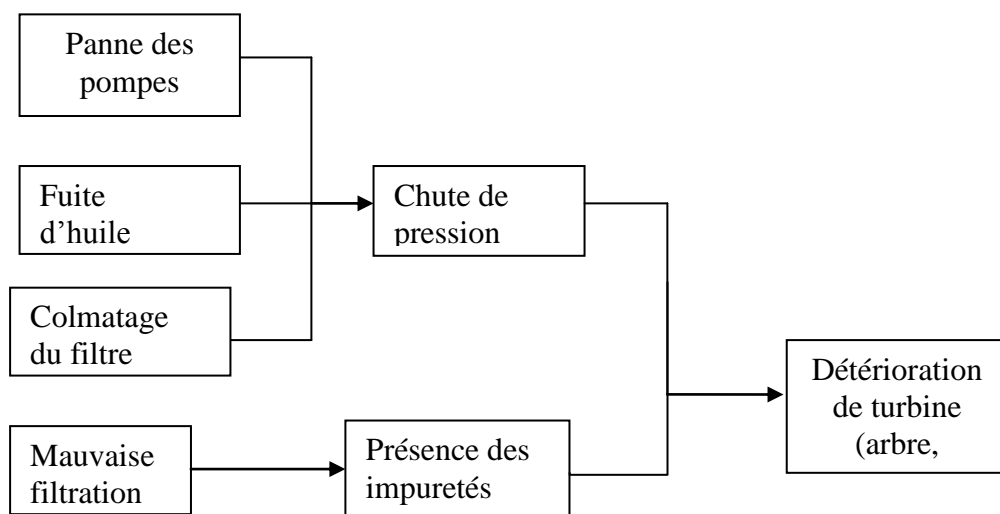 Panne des
pompes
Fuite
d’huile
Chute de
pression
Colmatage
du filtre
Détérioration
de turbine
(arbre,
Mauvaise
filtration
Présence des
impuretés